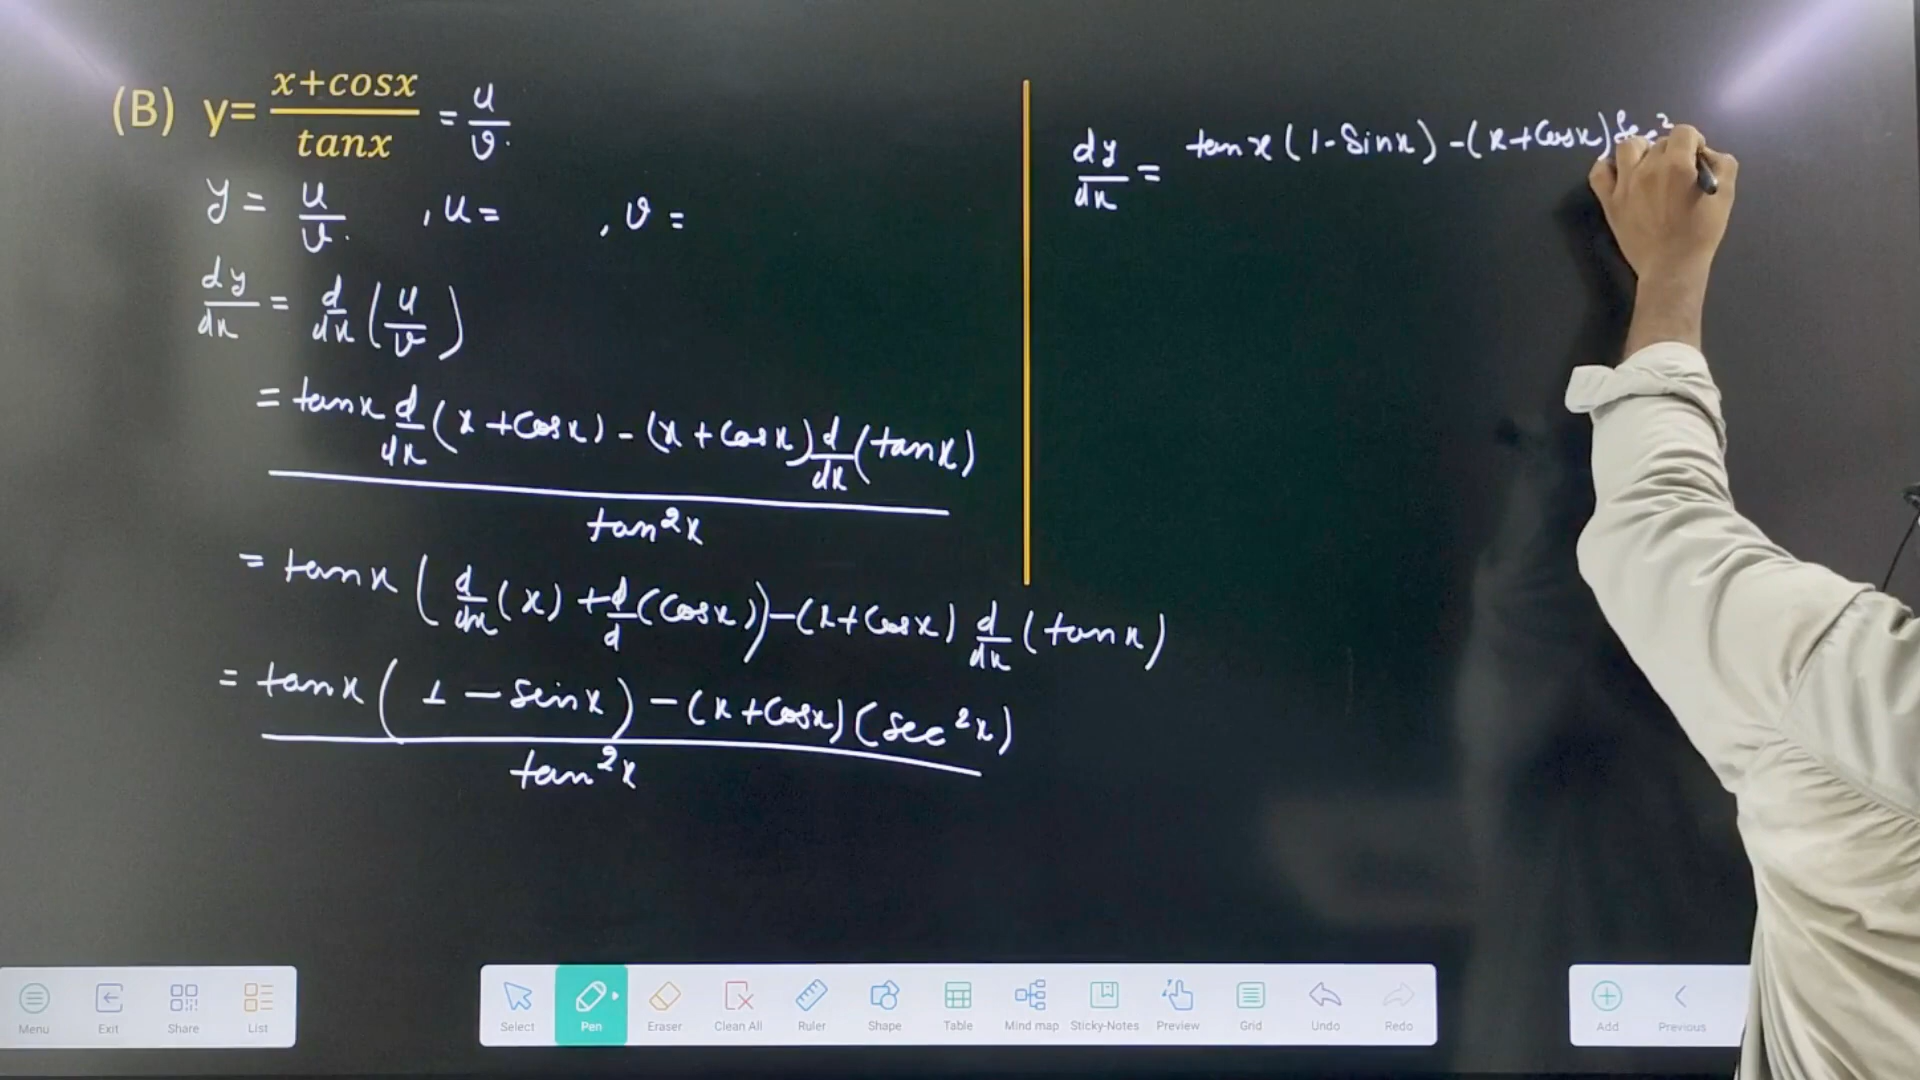 (B) y= x+cosx / tanx = u/v.
y = u/v. , u = , v =
dy/dx = d/dx (u/v)
= tanx d/dx (x + Cosx) - (x + Cosx) d/dx (tanx)
tan²x
= tanx ( d/dx (x) + d/d (Cosx)) - (x + Cosx) d/dx (tanx)
= tanx ( 1 - Sinx) - (x + Cosx) (Sec²x)
tan²x
dy/dx = tanx (1 - Sinx) - (x + Cosx) Sec²
Menu
Exit
Share
List
Select
Pen
Eraser
Clean All
Ruler
Shape
Table
Mind map
Sticky-Notes
Preview
Grid
Undo
Redo
Add
Previous